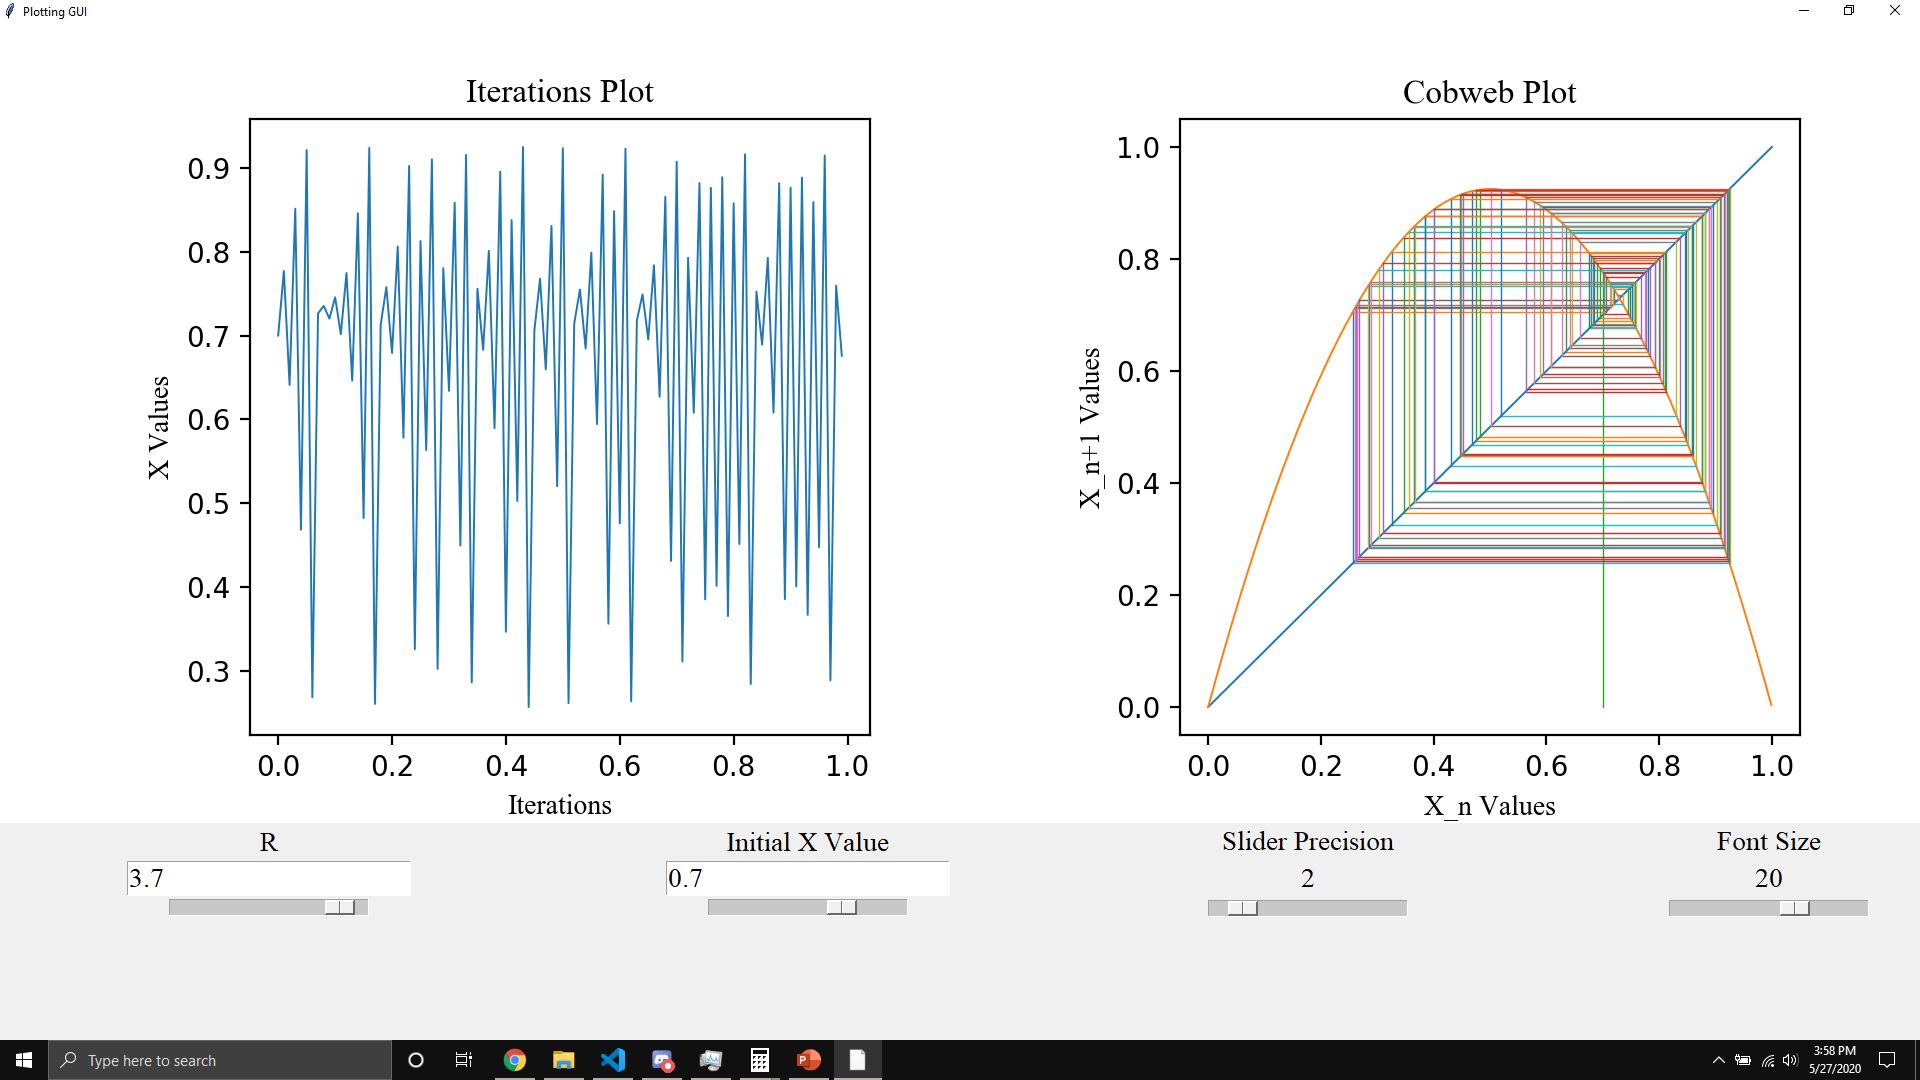 Plotting GUI
Iterations Plot
0.9
0.8
0.7
0.6
0.5
0.4
0.3
X Values
0.0 0.2 0.4 0.6 0.8 1.0
Iterations
Cobweb Plot
1.0
0.8
0.6
0.4
0.2
0.0
X_n+1 Values
0.0 0.2 0.4 0.6 0.8 1.0
X_n Values
R
3.7
Initial X Value
0.7
Slider Precision
2
Font Size
20
Type here to search
P
3:58 PM
5/27/2020